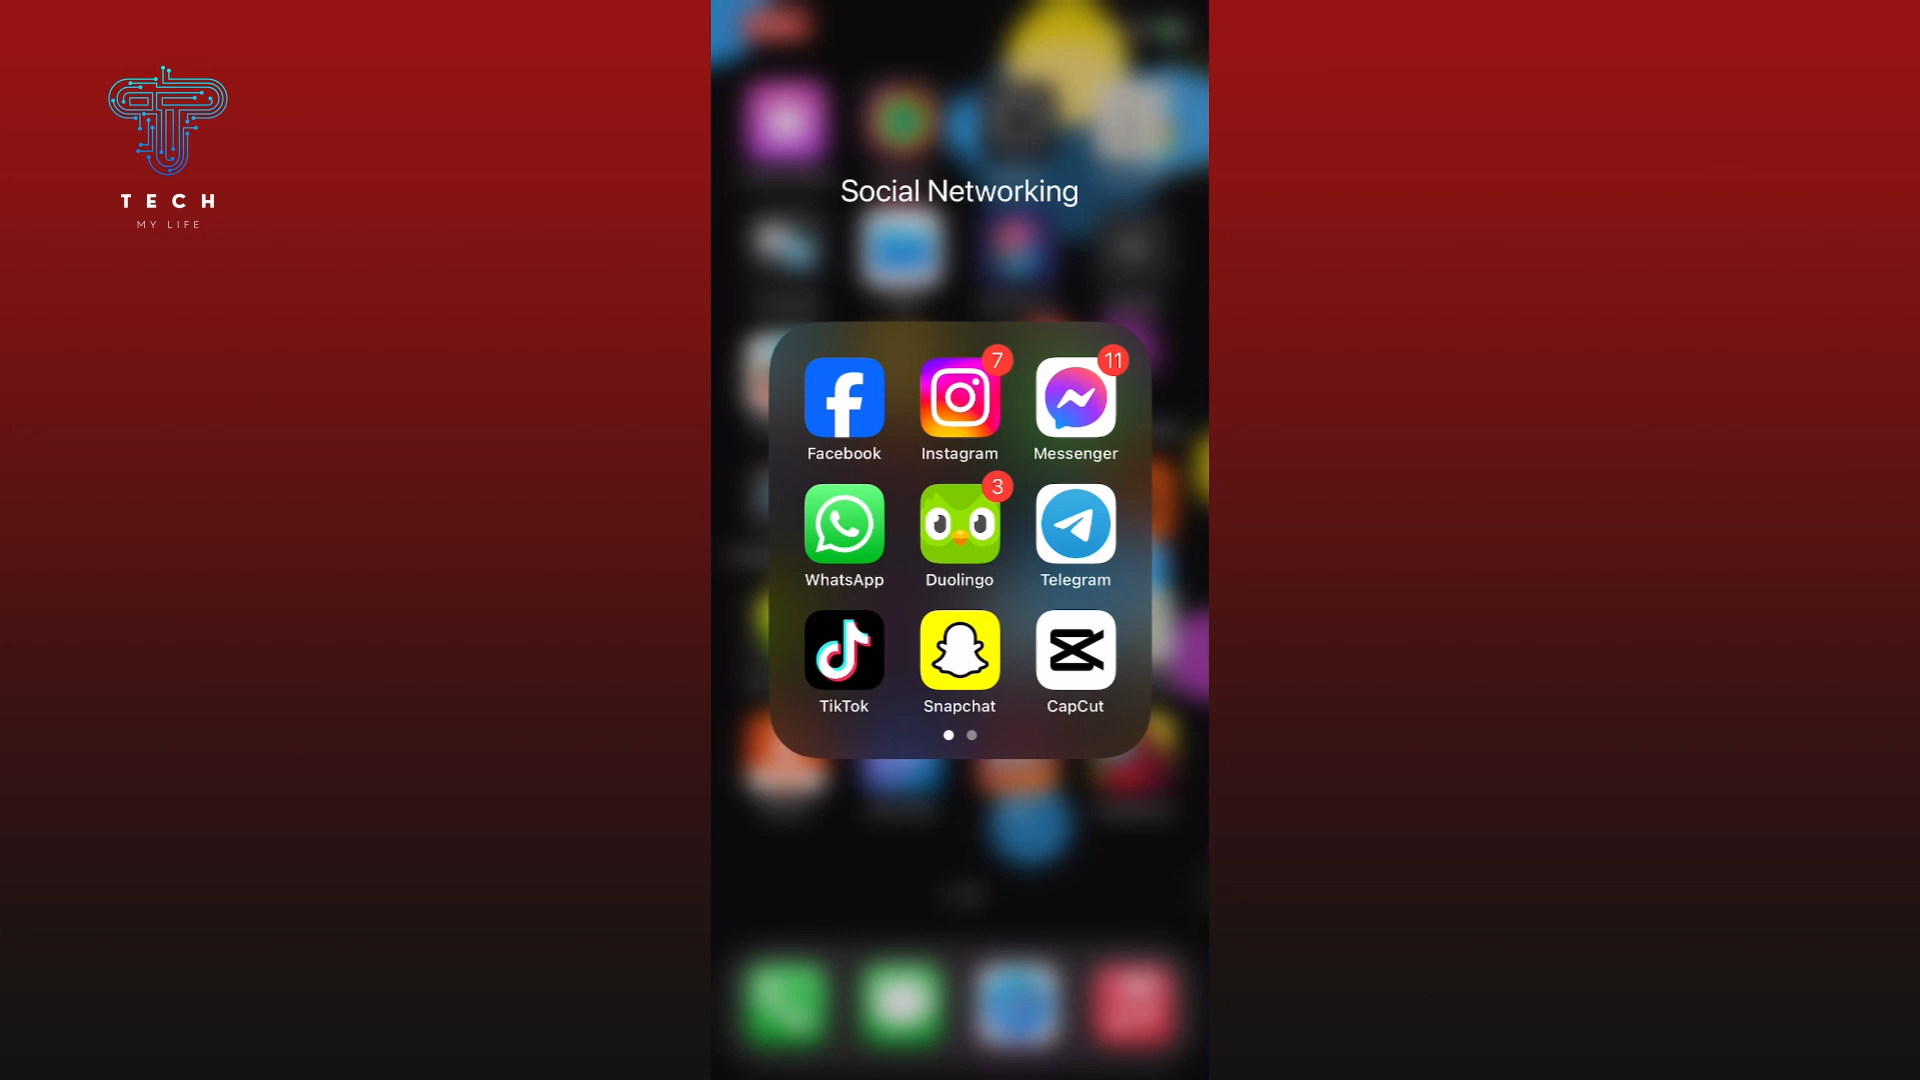 TECH
MY LIFE
Social Networking
7
11
Facebook
Instagram
Messenger
3
WhatsApp
Duolingo
Telegram
TikTok
Snapchat
CapCut